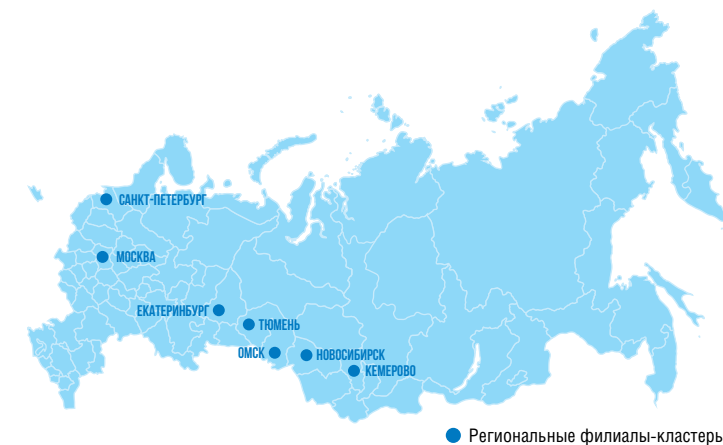 САНКТ-ПЕТЕРБУРГ
МОСКВА
ЕКАТЕРИНБУРГ
ТЮМЕНЬ
ОМСК
НОВОСИБИРСК
КЕМЕРОВО
Региональные филиалы-кластеры